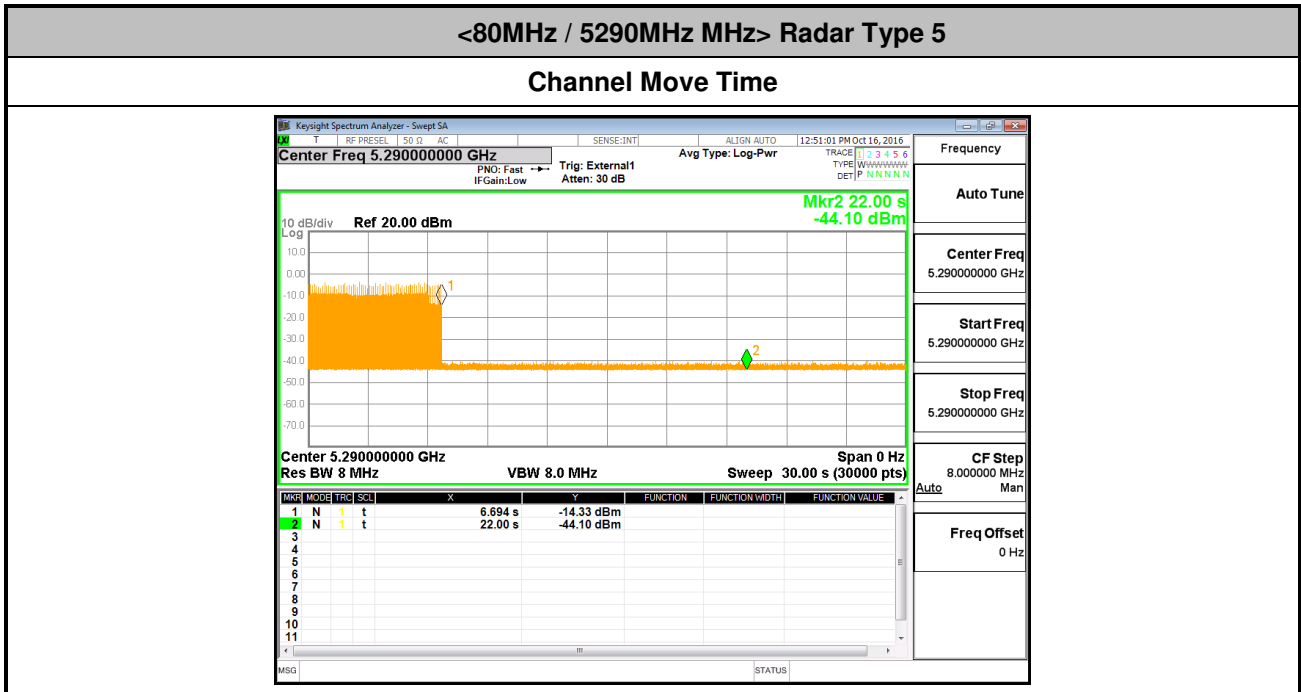 <80MHz / 5290MHz MHz> Radar Type 5
Channel Move Time
Keysight Spectrum Analyzer - Swept SA
LXI T RF PRESEL 50 Ω AC SENSE:INT ALIGN AUTO 12:51:01 PM Oct 16, 2016
Center Freq 5.290000000 GHz
PNO: Fast
IFGain:Low
Trig: External1
Atten: 30 dB
Avg Type: Log-Pwr
TRACE 1 2 3 4 5 6
TYPE WWWWWWW
DET P N N N N N
Mkr2 22.00 s
-44.10 dBm
10 dB/div Ref 20.00 dBm
Log
10.0
0.00
-10.0
-20.0
-30.0
-40.0
-50.0
-60.0
-70.0
1
2
Center 5.290000000 GHz Span 0 Hz
Res BW 8 MHz VBW 8.0 MHz Sweep 30.00 s (30000 pts)
MKR MODE TRC SCL X Y FUNCTION FUNCTION WIDTH FUNCTION VALUE
1 N 1 t 6.694 s -14.33 dBm
2 N 1 t 22.00 s -44.10 dBm
3
4
5
6
7
8
9
10
11
MSG STATUS
Frequency
Auto Tune
Center Freq
5.290000000 GHz
Start Freq
5.290000000 GHz
Stop Freq
5.290000000 GHz
CF Step
8.000000 MHz
Auto Man
Freq Offset
0 Hz